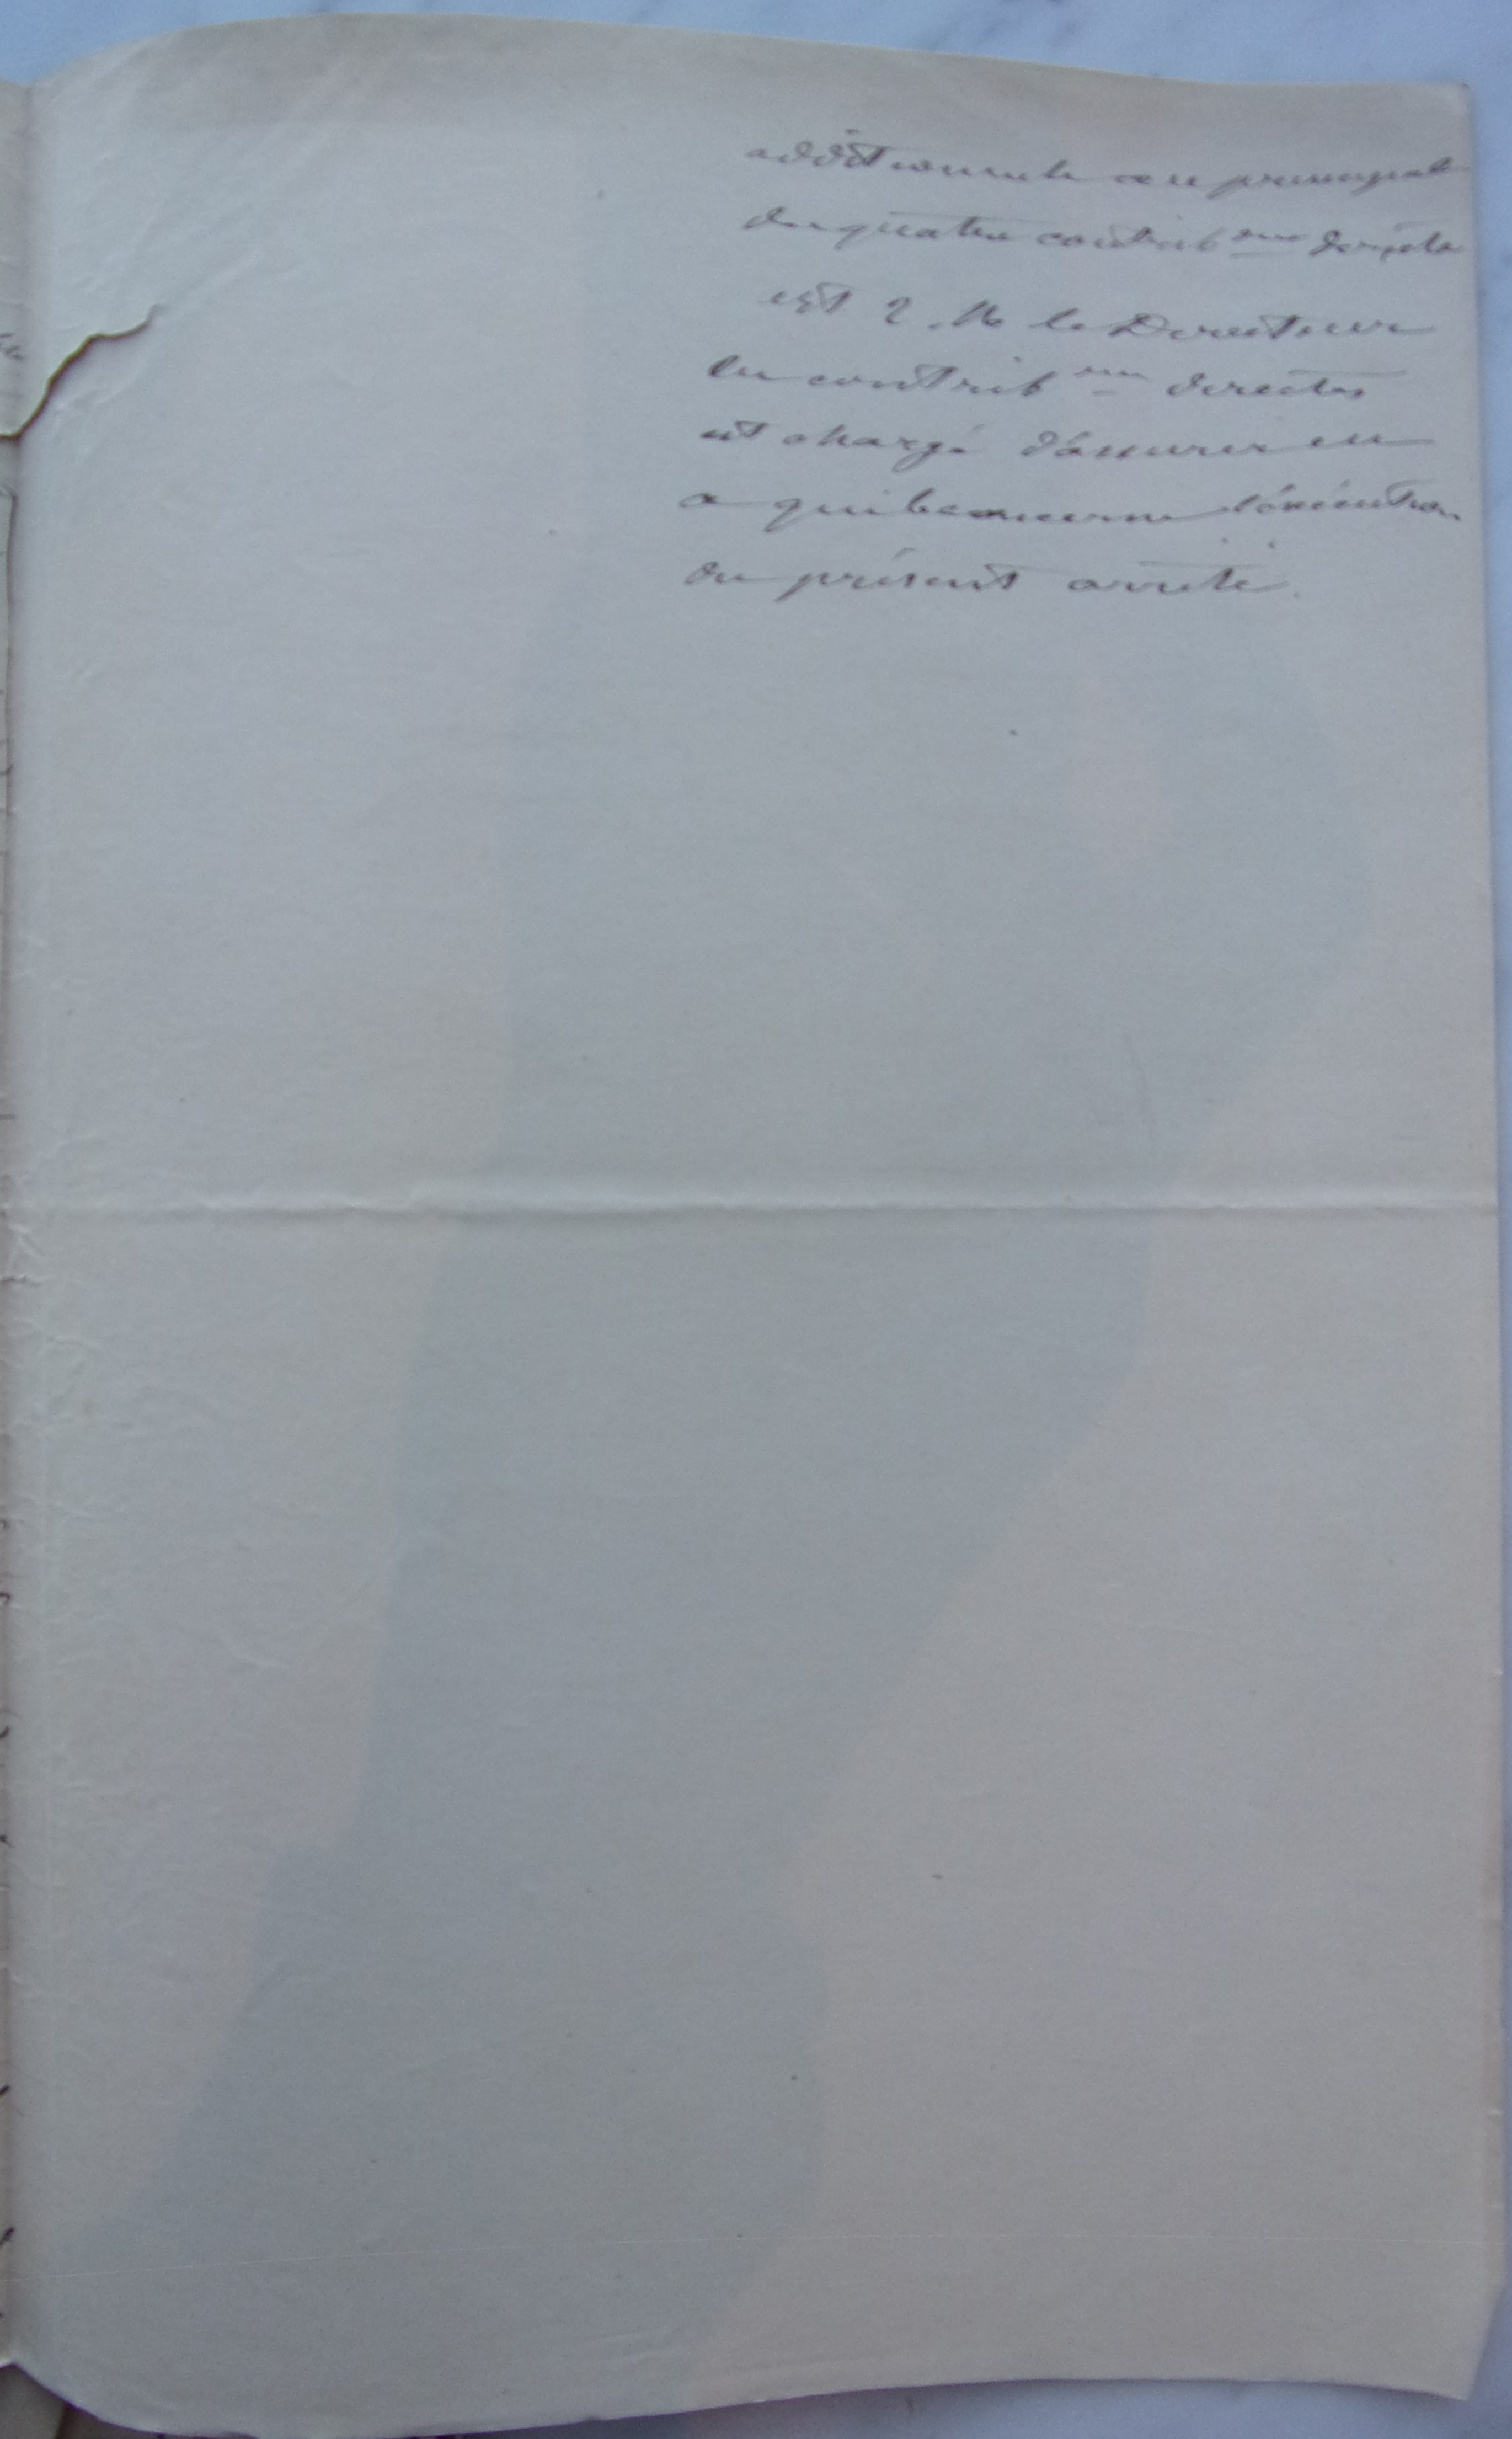 additionnels au principal
des quatre contrib ons directes
art 2. M le Directeur
des contrib ons directes
est chargé d'assurer en
ce qui le concerne l'exécution
du présent arrêté.